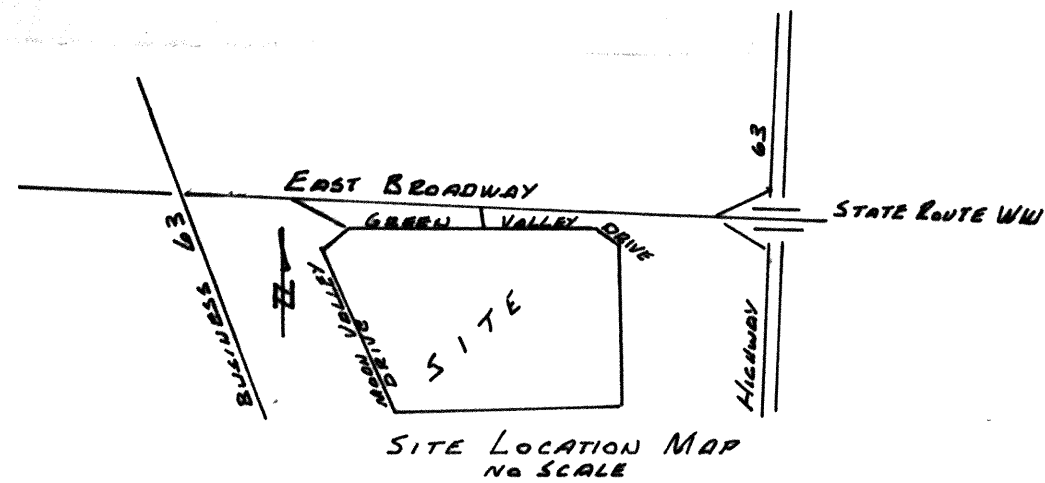 63
EAST BROADWAY
STATE ROUTE WW
GREEN VALLEY DRIVE
BUSINESS 63
N
MOON VALLEY DRIVE
SITE
HIGHWAY
SITE LOCATION MAP
NO SCALE